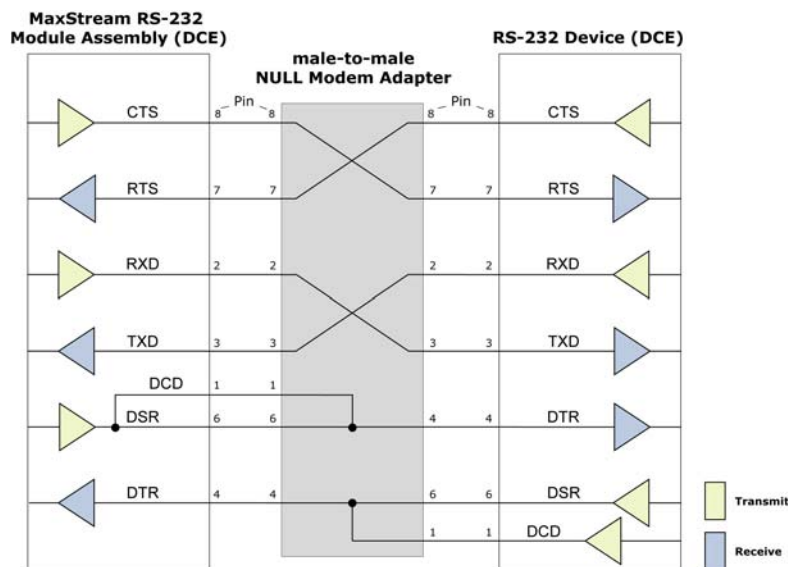 MaxStream RS-232
Module Assembly (DCE)
male-to-male
NULL Modem Adapter
RS-232 Device (DCE)
CTS 8 Pin 8 8 Pin 8 CTS
RTS 7 7 7 7 RTS
RXD 2 2 2 2 RXD
TXD 3 3 3 3 TXD
DCD 1 1
DSR 6 6 4 4 DTR
DTR 4 4 6 6 DSR
1 1 DCD
Transmit
Receive